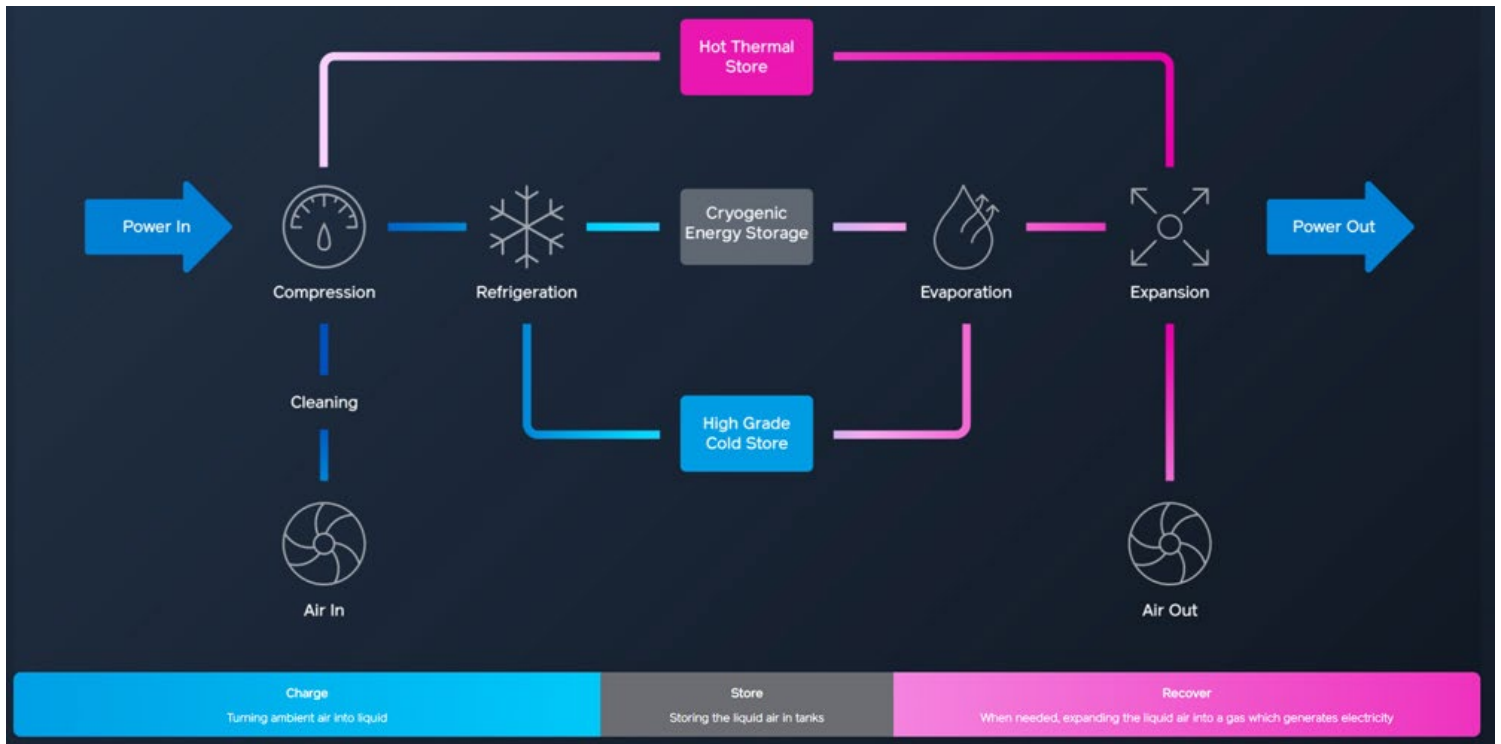 Hot Thermal
Store
Power In
Cryogenic
Energy Storage
Power Out
Compression
Refrigeration
Evaporation
Expansion
Cleaning
High Grade
Cold Store
Air In
Air Out
Charge
Turning ambient air into liquid
Store
Storing the liquid air in tanks
Recover
When needed, expanding the liquid air into a gas which generates electricity